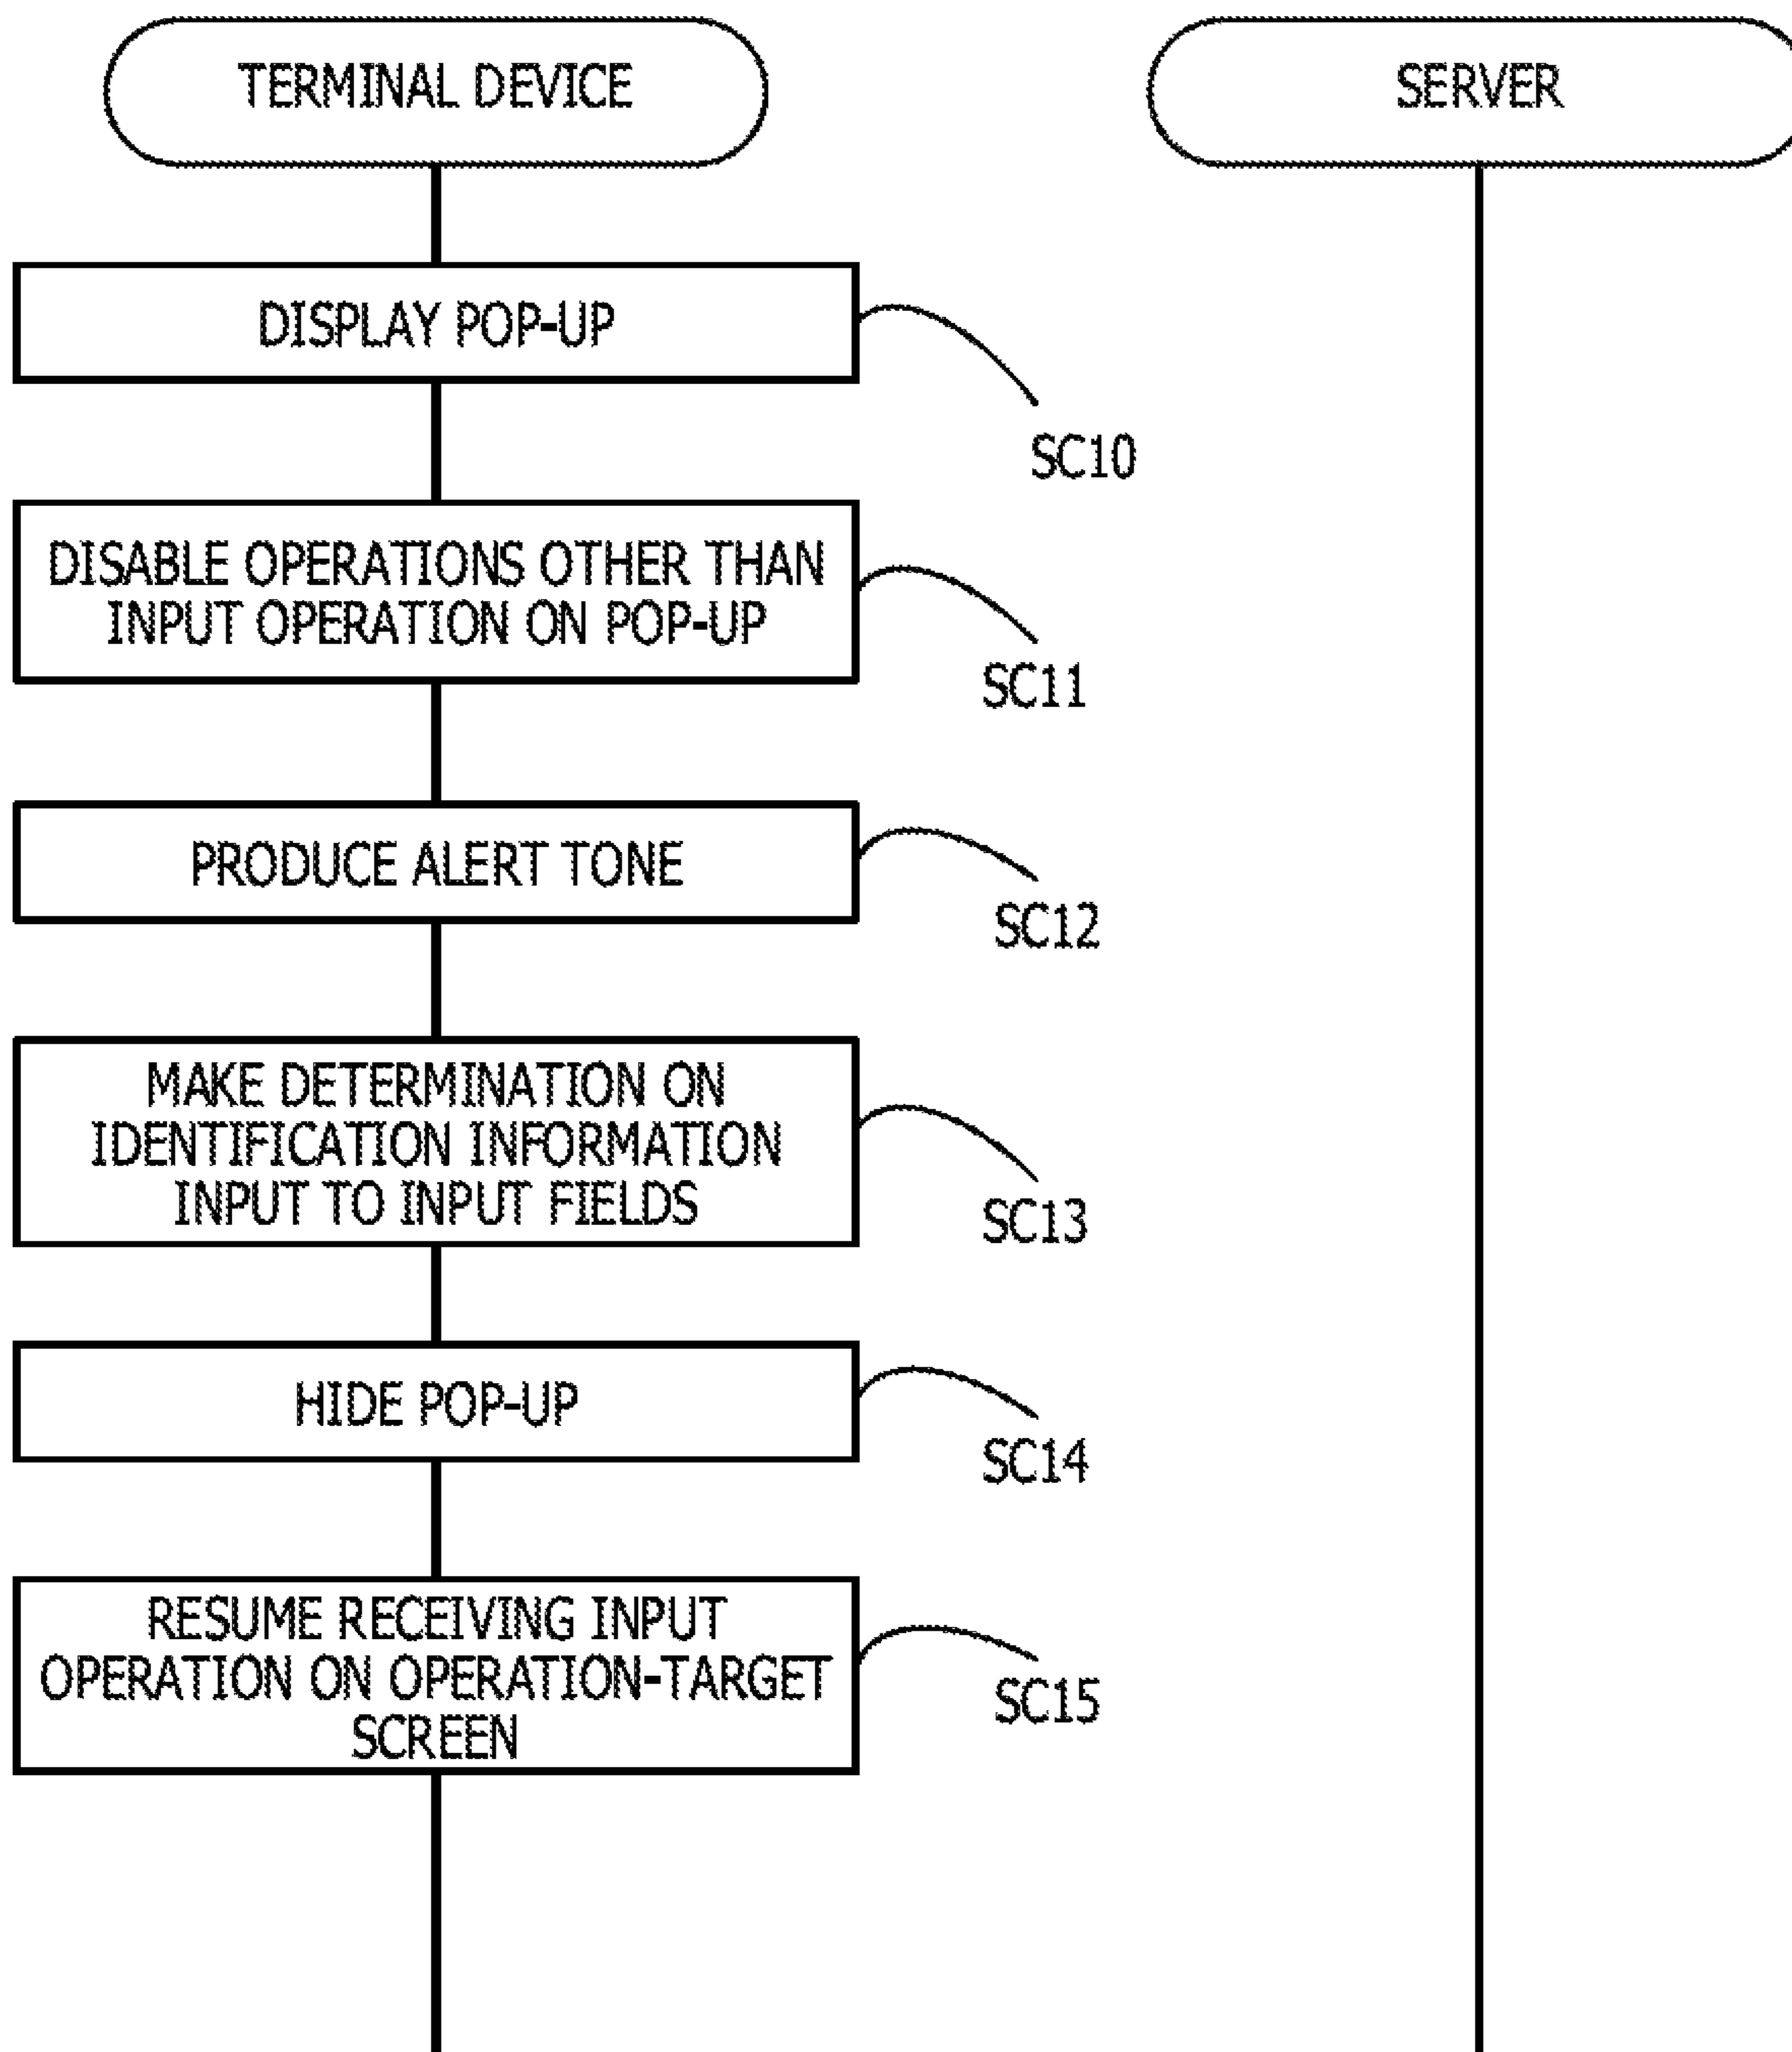 TERMINAL DEVICE
SERVER
DISPLAY POP-UP
SC10
DISABLE OPERATIONS OTHER THAN
INPUT OPERATION ON POP-UP
SC11
PRODUCE ALERT TONE
SC12
MAKE DETERMINATION ON
IDENTIFICATION INFORMATION
INPUT TO INPUT FIELDS
SC13
HIDE POP-UP
SC14
RESUME RECEIVING INPUT
OPERATION ON OPERATION-TARGET
SCREEN
SC15